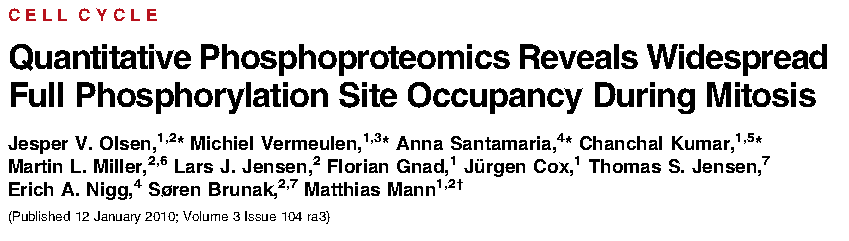 CELL CYCLE
Quantitative Phosphoproteomics Reveals Widespread
Full Phosphorylation Site Occupancy During Mitosis
Jesper V. Olsen,1,2* Michiel Vermeulen,1,3* Anna Santamaria,4* Chanchal Kumar,1,5*
Martin L. Miller,2,6 Lars J. Jensen,2 Florian Gnad,1 Jürgen Cox,1 Thomas S. Jensen,7
Erich A. Nigg,4 Søren Brunak,2,7 Matthias Mann1,2†
(Published 12 January 2010; Volume 3 Issue 104 ra3)